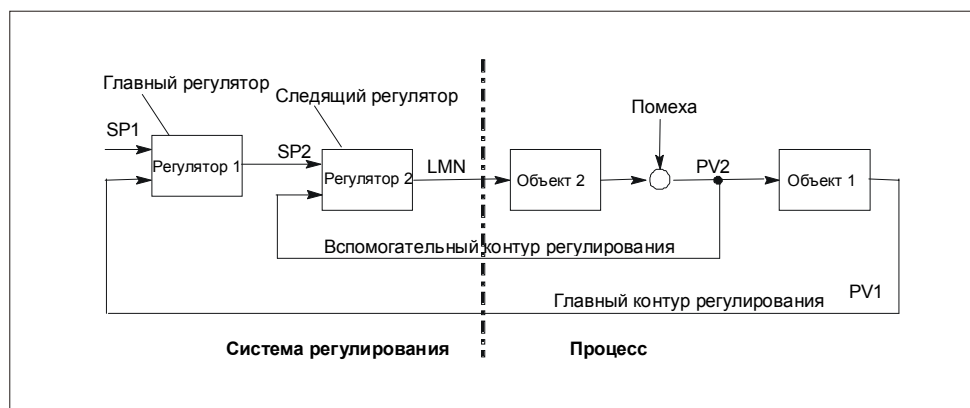 Главный регулятор
Следящий регулятор
Помеха
SP1
SP2
LMN
PV2
Регулятор 1
Регулятор 2
Объект 2
Объект 1
Вспомогательный контур регулирования
Главный контур регулирования
PV1
Система регулирования
Процесс